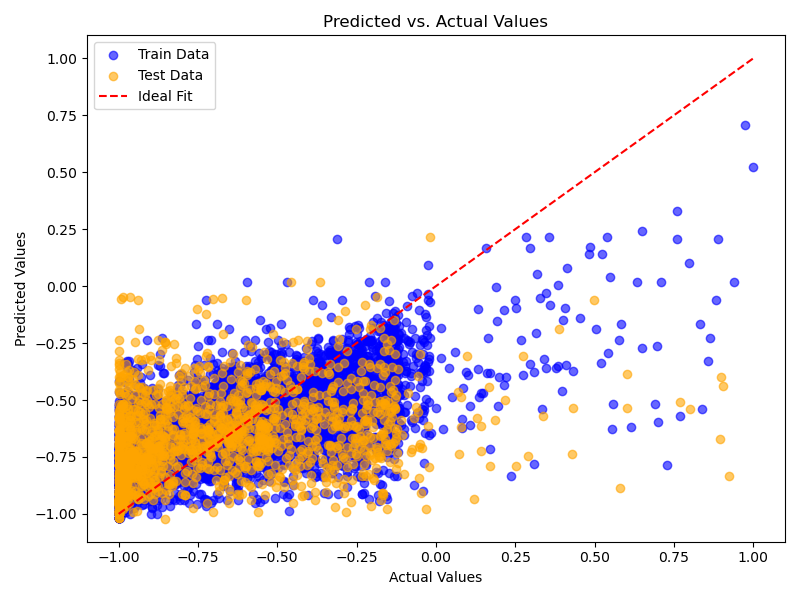 Predicted vs. Actual Values
Train Data
Test Data
Ideal Fit
1.00
0.75
0.50
0.25
0.00
−0.25
−0.50
−0.75
−1.00
Predicted Values
−1.00 −0.75 −0.50 −0.25 0.00 0.25 0.50 0.75 1.00
Actual Values